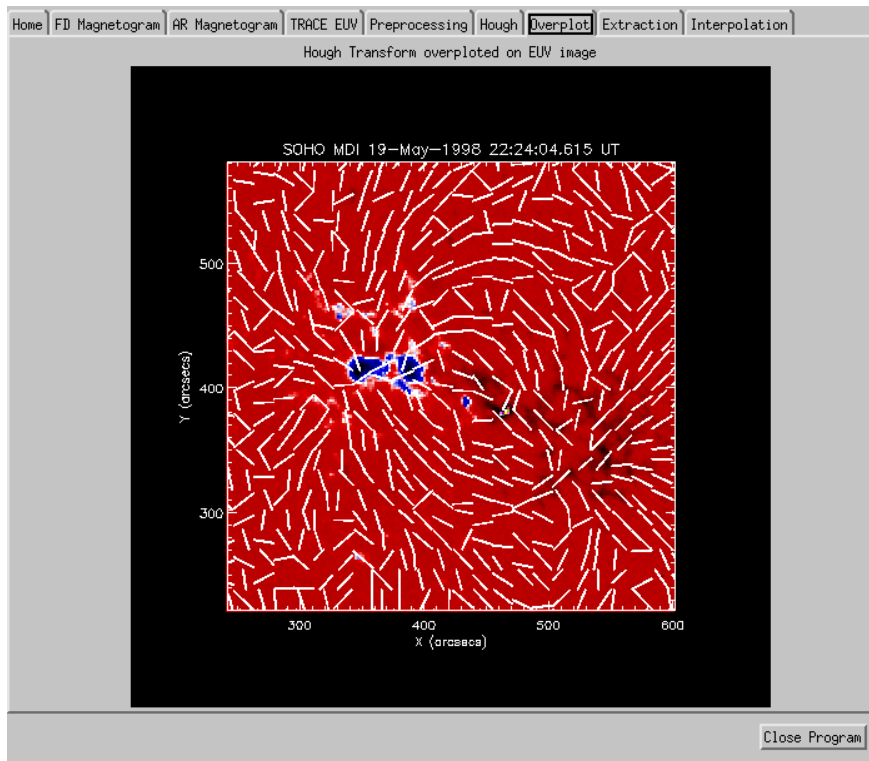 Home FD Magnetogram AR Magnetogram TRACE EUV Preprocessing Hough Overplot Extraction Interpolation
Hough Transform overploted on EUV image
SOHO MDI 19-May-1998 22:24:04.615 UT
500
400
300
Y (arcsecs)
300 400 500 600
X (arcsecs)
Close Program